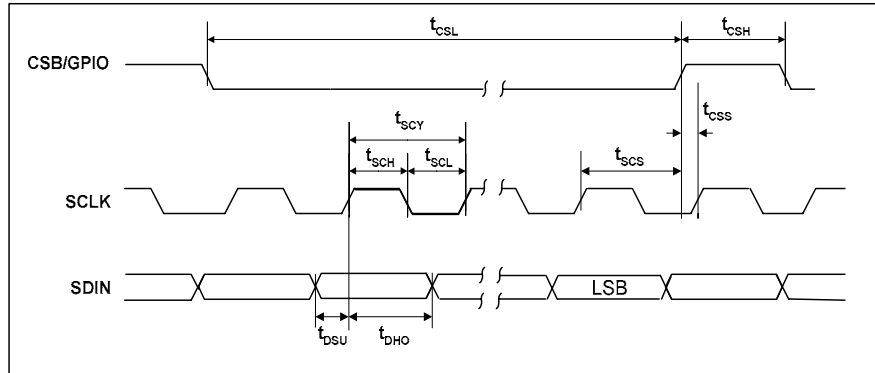 tCSL
tCSH
CSB/GPIO
tCSS
tSCY
tSCH
tSCL
tSCS
SCLK
SDIN
LSB
tDSU
tDHO